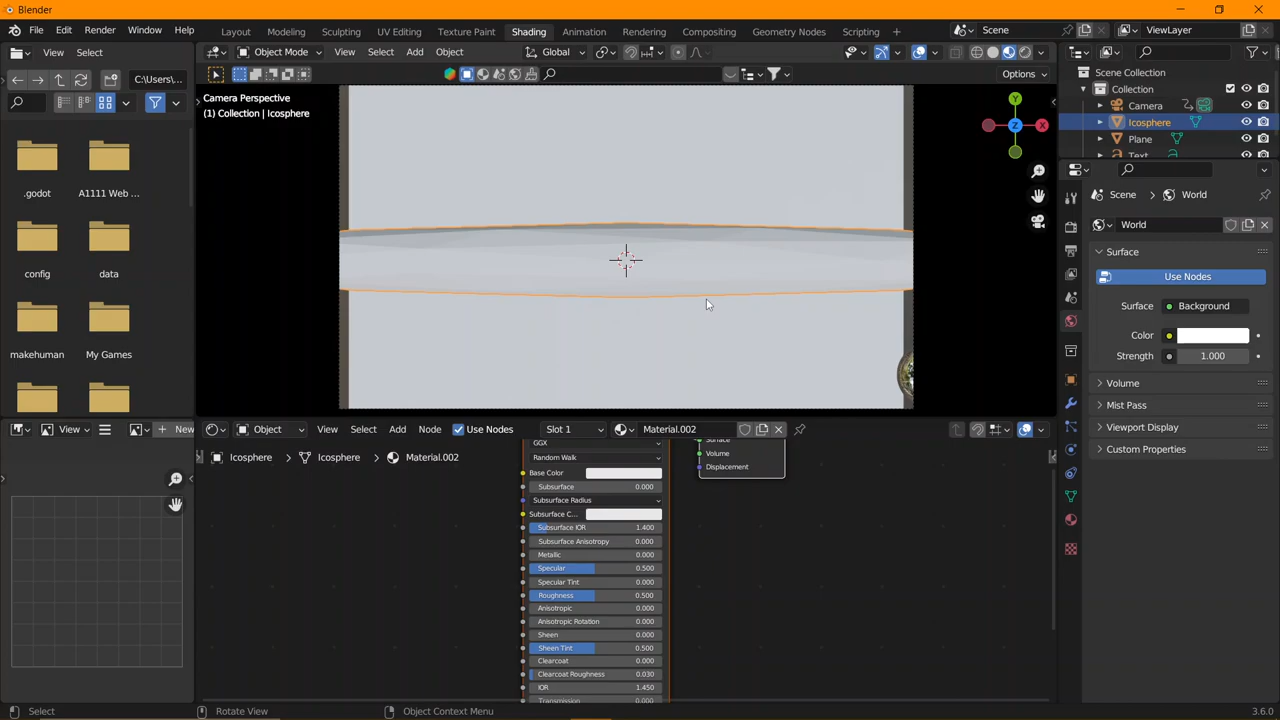 Blender
File Edit Render Window Help Layout Modeling Sculpting UV Editing Texture Paint Shading Animation Rendering Compositing Geometry Nodes Scripting + Scene ViewLayer
View Select Object Mode View Select Add Object Global
C:\Users\... Options
Camera Perspective
(1) Collection | Icosphere
Y
X
Z
Scene Collection
Collection
Camera
Icosphere
Plane
Text
.godot A1111 Web ...
config data
makehuman My Games
Scene World
World
Surface
Use Nodes
Surface Background
Color
Strength 1.000
Volume
Mist Pass
Viewport Display
Custom Properties
View New Object View Select Add Node Use Nodes Slot 1 Material.002
Icosphere Icosphere Material.002
GGX
Random Walk
Base Color
Subsurface 0.000
Subsurface Radius
Subsurface C...
Subsurface IOR 1.400
Subsurface Anisotropy 0.000
Metallic 0.000
Specular 0.500
Specular Tint 0.000
Roughness 0.500
Anisotropic 0.000
Anisotropic Rotation 0.000
Sheen 0.000
Sheen Tint 0.500
Clearcoat 0.000
Clearcoat Roughness 0.030
IOR 1.450
Transmission 0.000
Surface
Volume
Displacement
Select Rotate View Object Context Menu 3.6.0